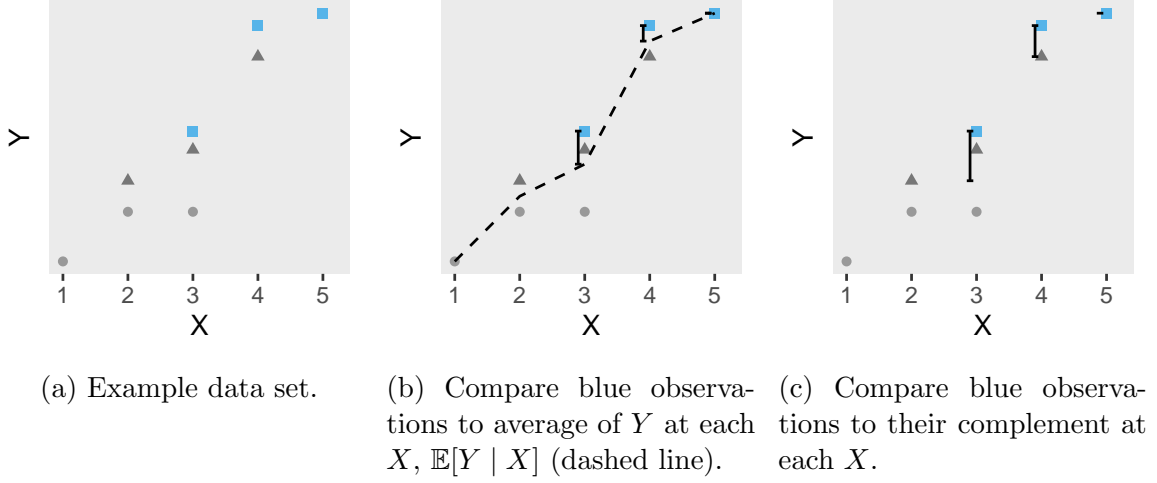 Y
1 2 3 4 5
X
(a) Example data set.
Y
1 2 3 4 5
X
(b) Compare blue observa-
tions to average of Y at each
X, 𝔼[Y | X] (dashed line).
Y
1 2 3 4 5
X
(c) Compare blue observa-
tions to their complement at
each X.